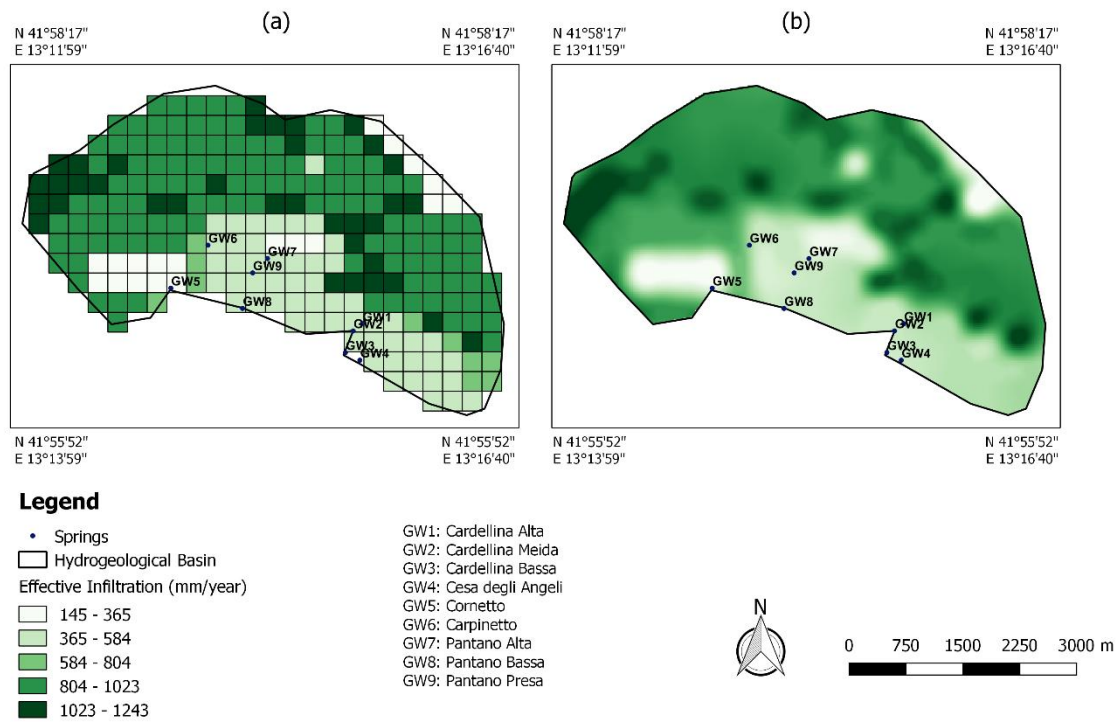 (a)
(b)
N 41°58'17"
E 13°11'59"
N 41°58'17"
E 13°16'40"
N 41°58'17"
E 13°11'59"
N 41°58'17"
E 13°16'40"
GW6
GW7
GW9
GW5
GW8
GW1
GW2
GW3
GW4
GW6
GW7
GW9
GW5
GW8
GW1
GW2
GW3
GW4
N 41°55'52"
E 13°13'59"
N 41°55'52"
E 13°16'40"
N 41°55'52"
E 13°13'59"
N 41°55'52"
E 13°16'40"
Legend
Springs
Hydrogeological Basin
Effective Infiltration (mm/year)
145 - 365
365 - 584
584 - 804
804 - 1023
1023 - 1243
GW1: Cardellina Alta
GW2: Cardellina Meida
GW3: Cardellina Bassa
GW4: Cesa degli Angeli
GW5: Cornetto
GW6: Carpinetto
GW7: Pantano Alta
GW8: Pantano Bassa
GW9: Pantano Presa
N
0 750 1500 2250 3000 m